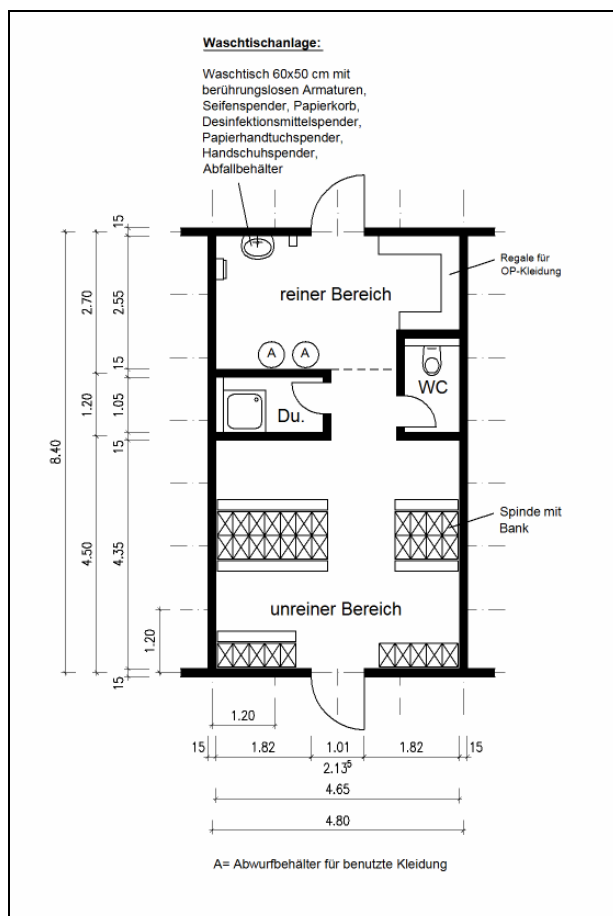 Waschtischanlage:
Waschtisch 60x50 cm mit
berührungslosen Armaturen,
Seifenspender, Papierkorb,
Desinfektionsmittelspender,
Papierhandtuchspender,
Handschuhspender,
Abfallbehälter
15
2.70
2.55
15
1.20
1.05
15
8.40
4.50
4.35
1.20
15
reiner Bereich
Regale für
OP-Kleidung
A
A
WC
Du.
Spinde mit
Bank
unreiner Bereich
1.20
15
1.82
1.01
1.82
15
2.13⁵
4.65
4.80
A= Abwurfbehälter für benutzte Kleidung